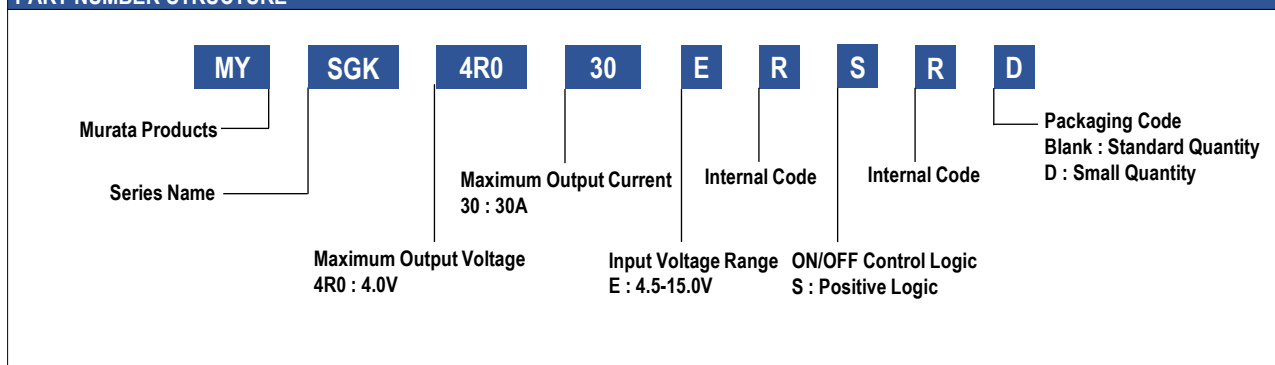 PART NUMBER STRUCTURE
MY SGK 4R0 30 E R S R D
Murata Products
Series Name
Maximum Output Voltage
4R0 : 4.0V
Maximum Output Current
30 : 30A
Input Voltage Range
E : 4.5-15.0V
Internal Code
ON/OFF Control Logic
S : Positive Logic
Internal Code
Packaging Code
Blank : Standard Quantity
D : Small Quantity